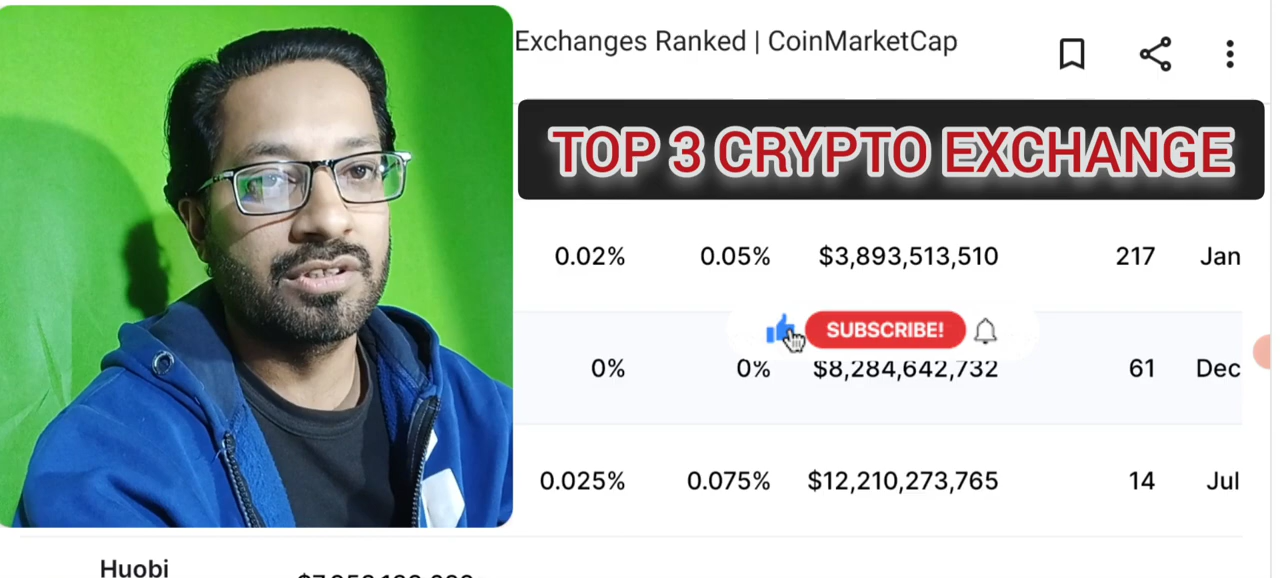 Exchanges Ranked | CoinMarketCap
TOP 3 CRYPTO EXCHANGE
0.02% 0.05% $3,893,513,510 217 Jan
SUBSCRIBE!
0% 0% $8,284,642,732 61 Dec
0.025% 0.075% $12,210,273,765 14 Jul
Huobi